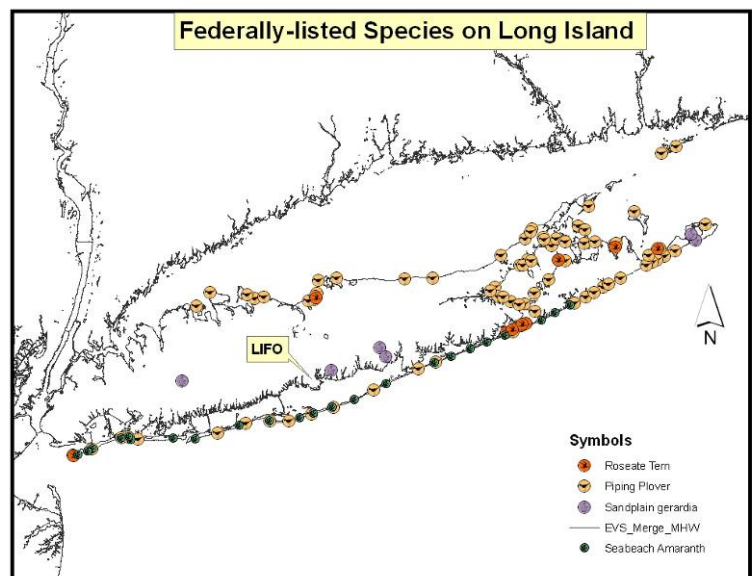 Federally-listed Species on Long Island
LIFO
N
Symbols
Roseate Tern
Piping Plover
Sandplain gerardia
EVS_Merge_MHW
Seabeach Amaranth